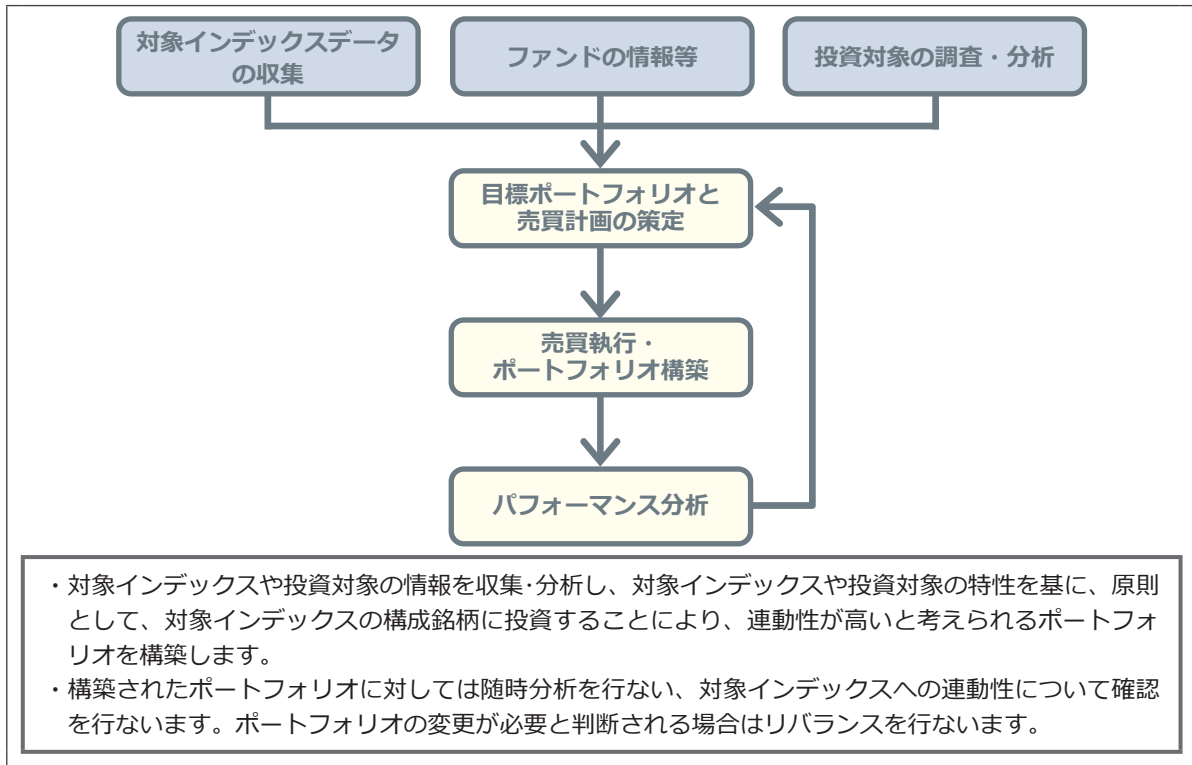 対象インデックスデータ
の収集
ファンドの情報等
投資対象の調査・分析
目標ポートフォリオと
売買計画の策定
売買執行・
ポートフォリオ構築
パフォーマンス分析
・対象インデックスや投資対象の情報を収集・分析し、対象インデックスや投資対象の特性を基に、原則
として、対象インデックスの構成銘柄に投資することにより、連動性が高いと考えられるポートフォ
リオを構築します。
・構築されたポートフォリオに対しては随時分析を行ない、対象インデックスへの連動性について確認
を行ないます。ポートフォリオの変更が必要と判断される場合はリバランスを行ないます。